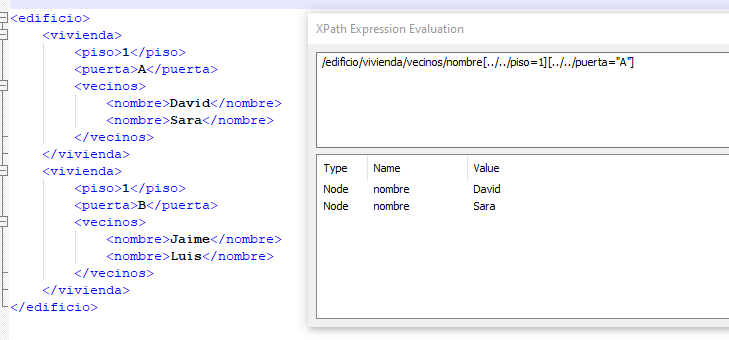 <edificio>
<vivienda>
<piso>1</piso>
<puerta>A</puerta>
<vecinos>
<nombre>David</nombre>
<nombre>Sara</nombre>
</vecinos>
</vivienda>
<vivienda>
<piso>1</piso>
<puerta>B</puerta>
<vecinos>
<nombre>Jaime</nombre>
<nombre>Luis</nombre>
</vecinos>
</vivienda>
</edificio>
XPath Expression Evaluation
/edificio/vivienda/vecinos/nombre[../../piso=1][../../puerta="A"]
Type Name Value
Node nombre David
Node nombre Sara